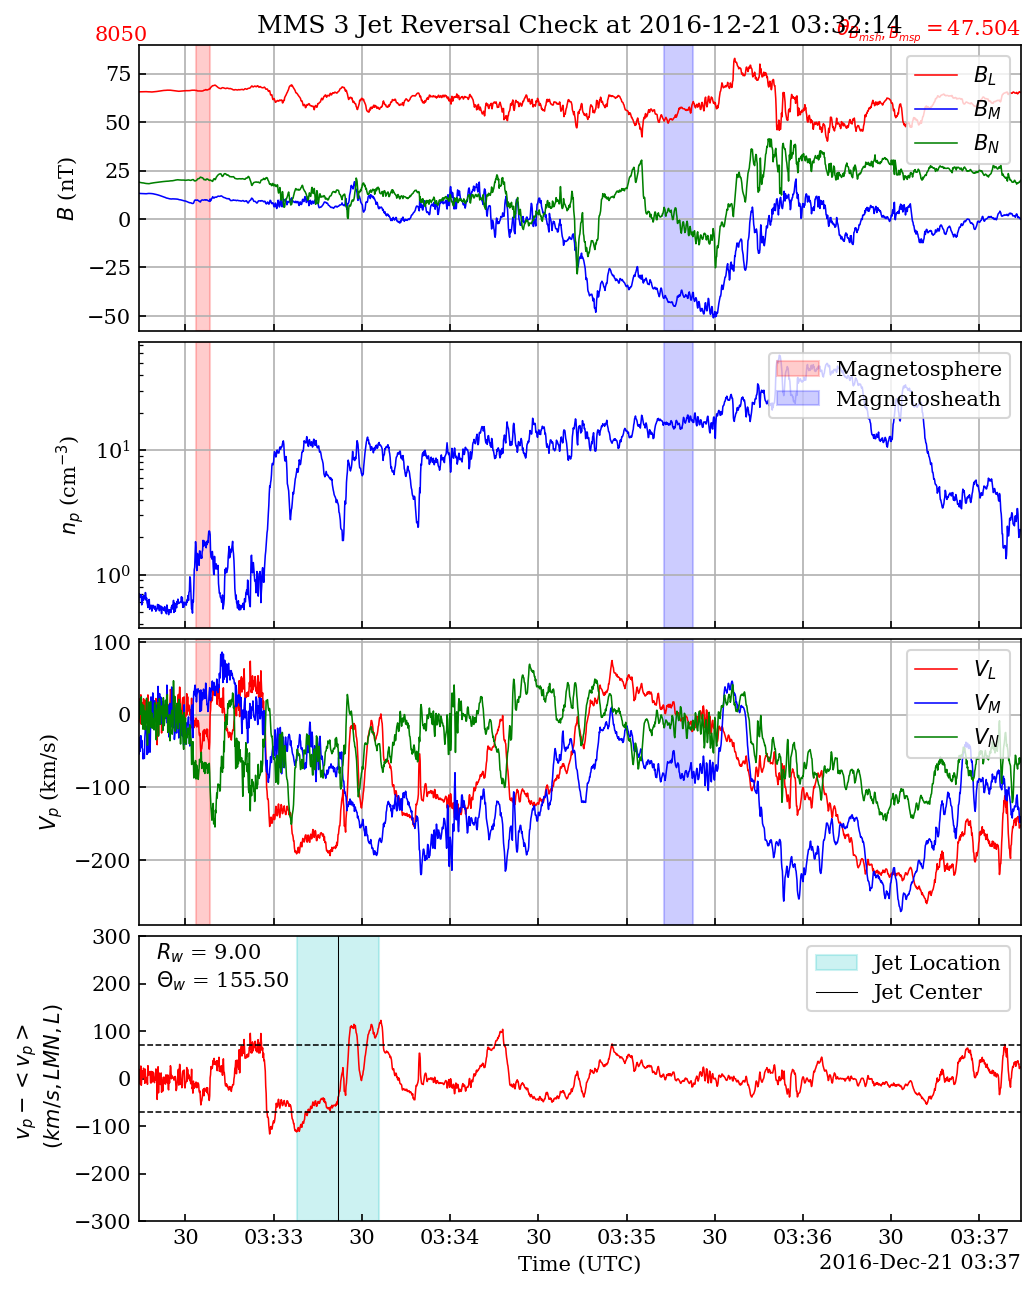 MMS 3 Jet Reversal Check at 2016-12-21 03:32:14
8050
θ_{B_{msh}, B_{msp}} = 47.504
75
50
25
0
−25
−50
B (nT)
B_L
B_M
B_N
10^1
10^0
n_p (cm^{−3})
Magnetosphere
Magnetosheath
100
0
−100
−200
V_p (km/s)
V_L
V_M
V_N
300
200
100
0
−100
−200
−300
v_p − < v_p >
(km/s, LMN, L)
R_w = 9.00
Θ_w = 155.50
Jet Location
Jet Center
30 03:33 30 03:34 30 03:35 30 03:36 30 03:37
Time (UTC)
2016-Dec-21 03:37